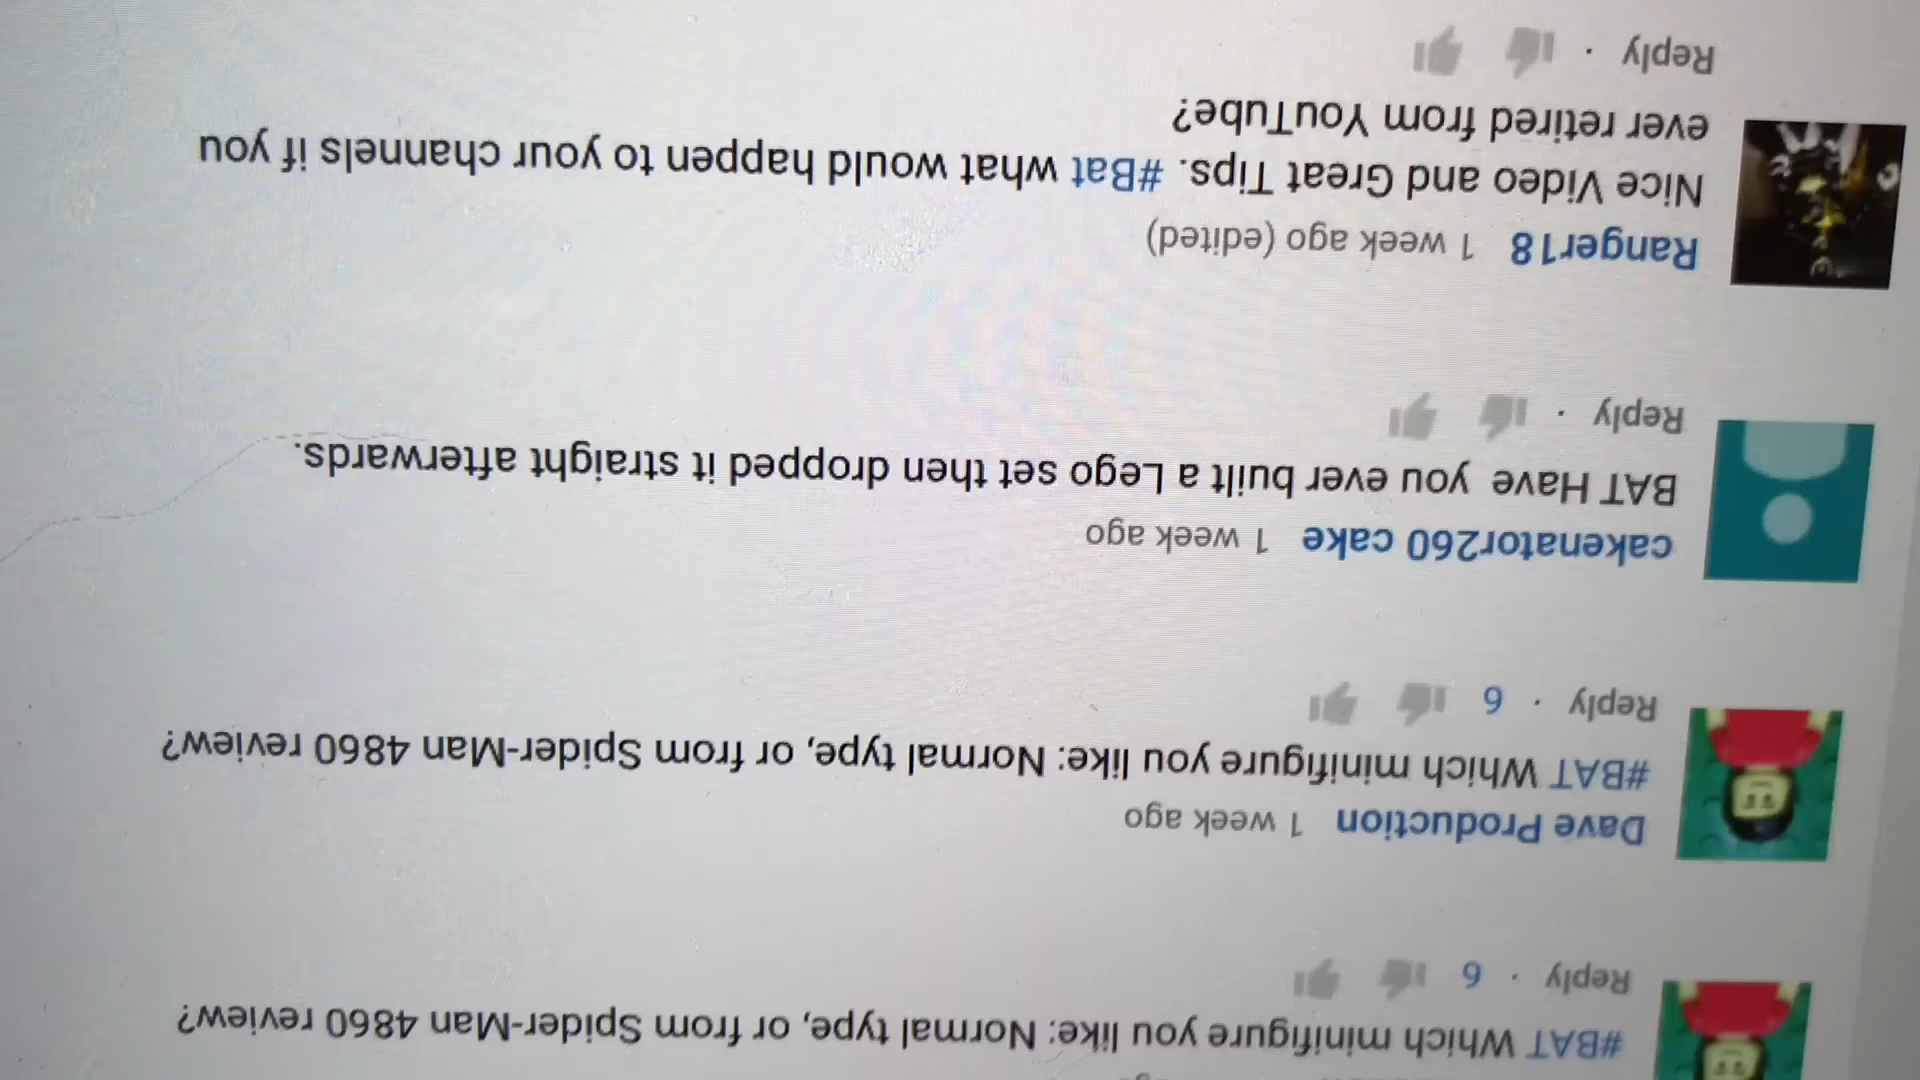 #BAT Which minifigure you like: Normal type, or from Spider-Man 4860 review?
Reply · 6
Dave Production 1 week ago
#BAT Which minifigure you like: Normal type, or from Spider-Man 4860 review?
Reply · 6
cakenator260 cake 1 week ago
BAT Have you ever built a Lego set then dropped it straight afterwards.
Reply ·
Ranger18 1 week ago (edited)
Nice Video and Great Tips. #Bat what would happen to your channels if you
ever retired from YouTube?
Reply ·